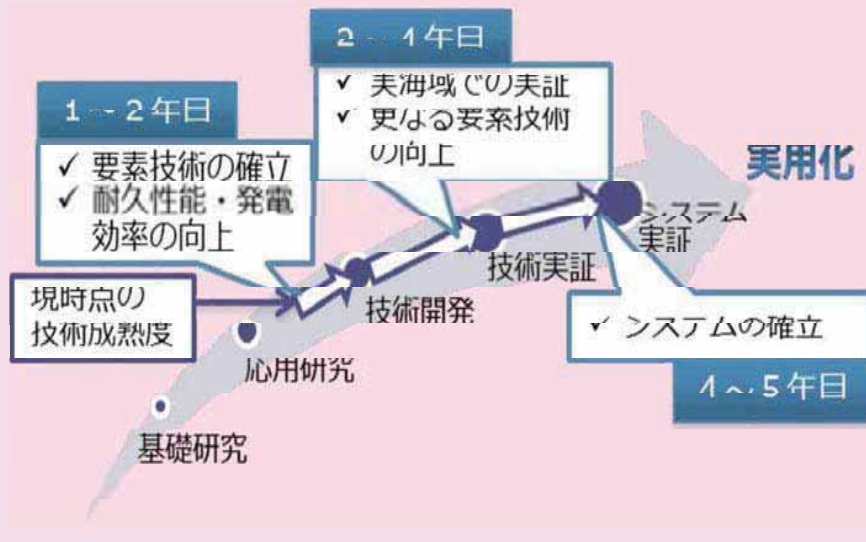 2～4年目
✓ 実海域での実証
✓ 更なる要素技術
の向上
1～2年目
✓ 要素技術の確立
✓ 耐久性能・発電
効率の向上
実用化
システム
実証
技術実証
現時点の
技術成熟度
技術開発
✓ システムの確立
応用研究
4～5年目
基礎研究